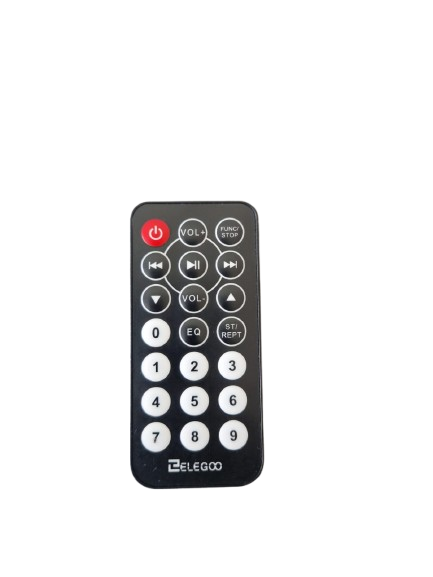 VOL+ FUNC/
STOP
VOL-
0 EQ ST/
REPT
1 2 3
4 5 6
7 8 9
ELEGOO